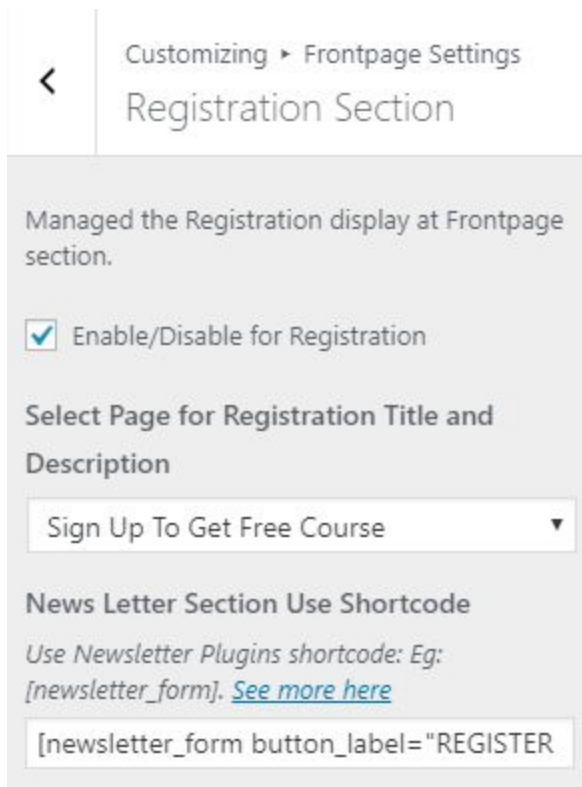 Customizing ▸ Frontpage Settings
Registration Section
Managed the Registration display at Frontpage
section.
Enable/Disable for Registration
Select Page for Registration Title and
Description
Sign Up To Get Free Course
News Letter Section Use Shortcode
Use Newsletter Plugins shortcode: Eg:
[newsletter_form]. See more here
[newsletter_form button_label="REGISTER